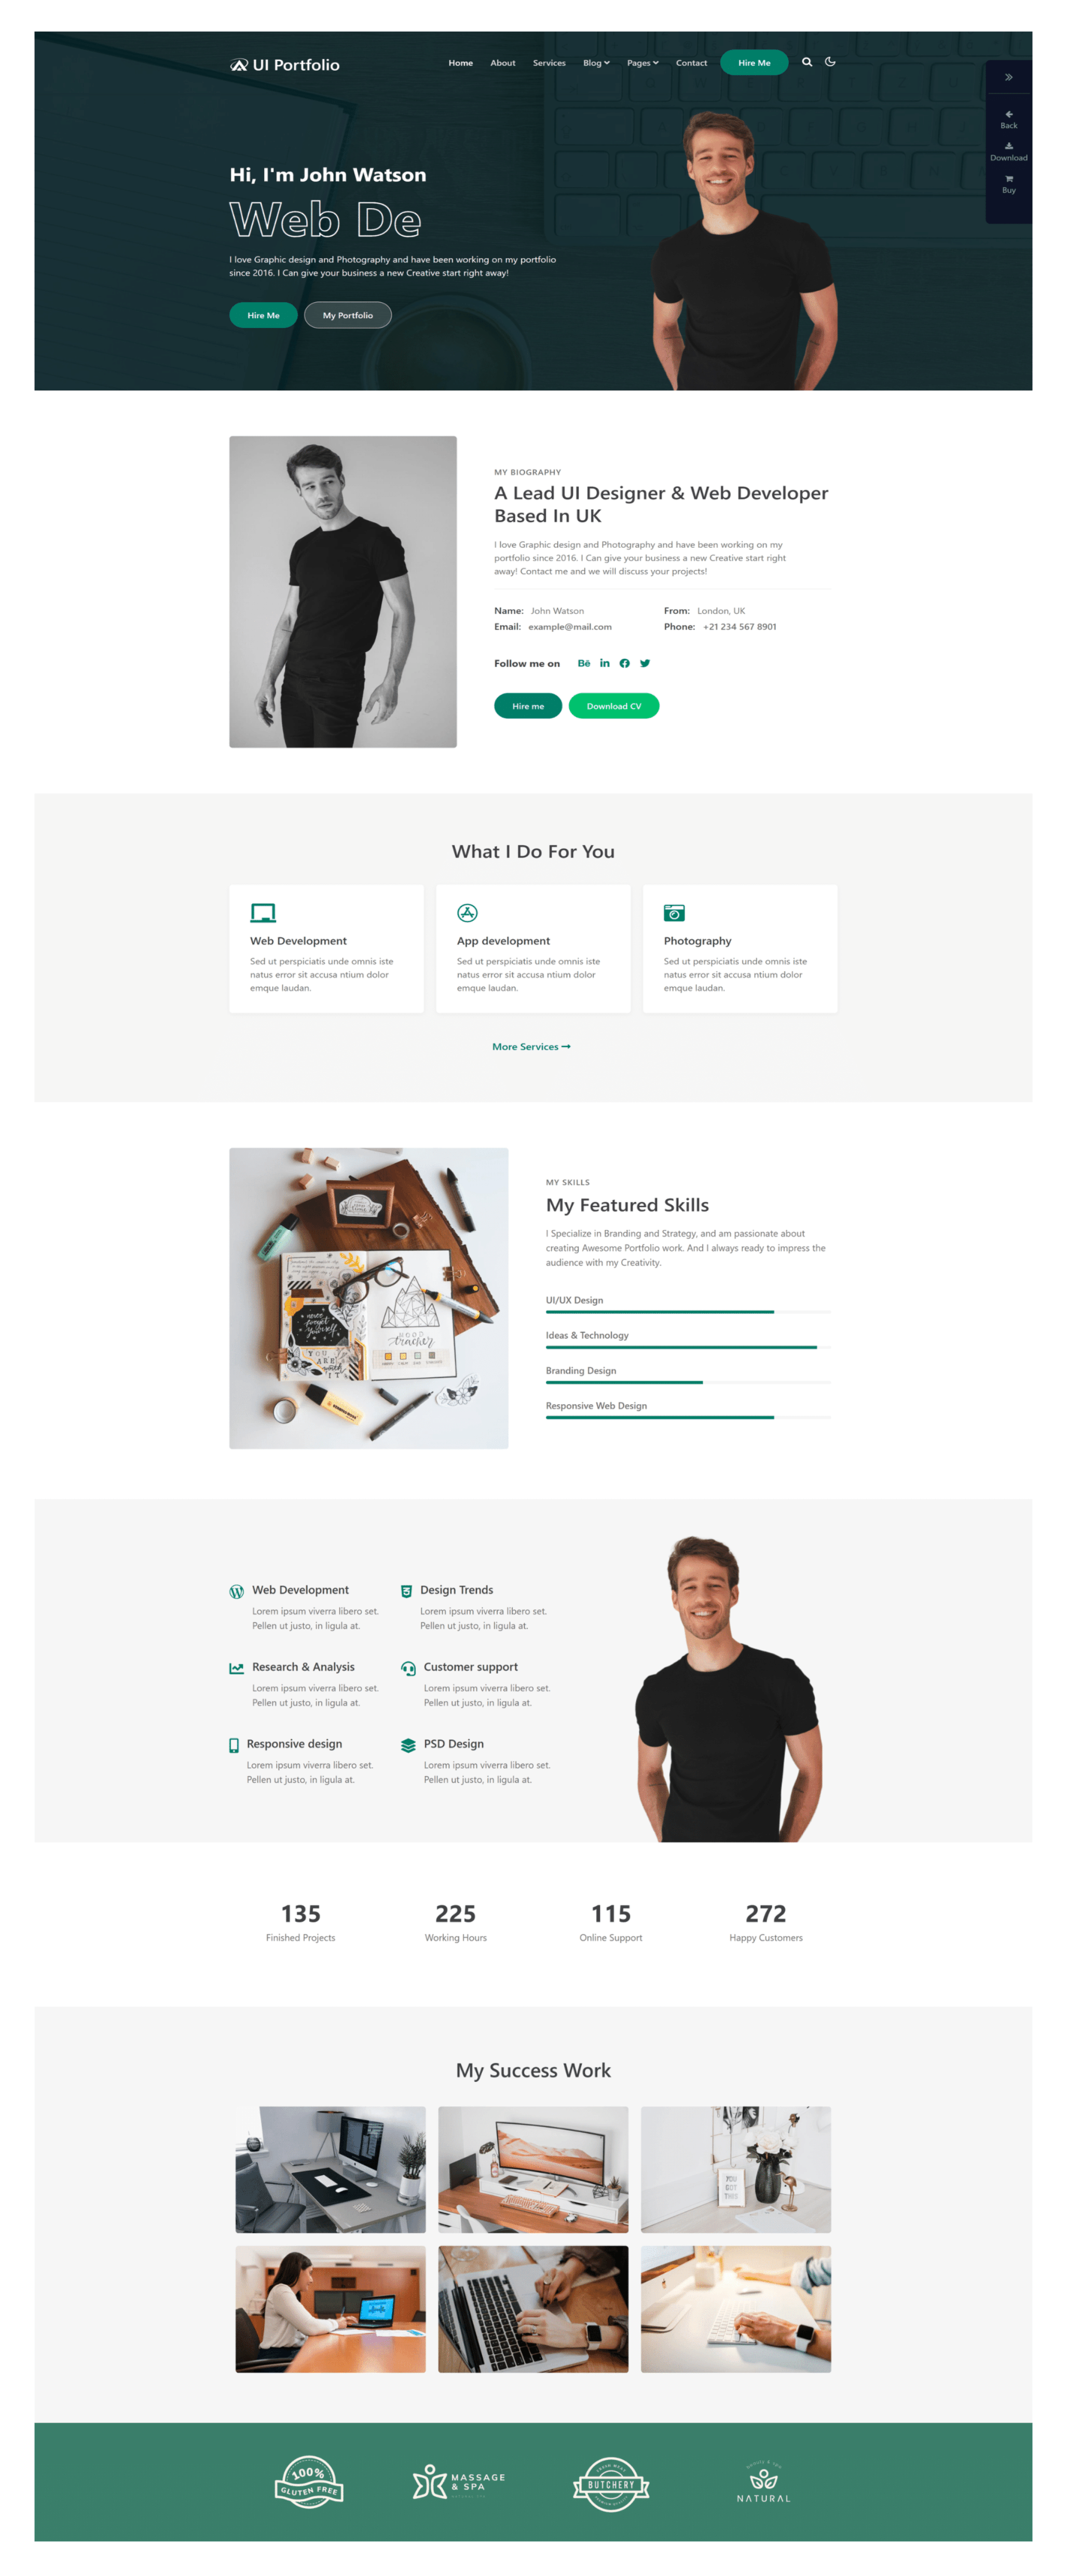 UI Portfolio
Home About Services Blog Pages Contact Hire Me
Back
Download
Buy
Hi, I'm John Watson
Web De
I love Graphic design and Photography and have been working on my portfolio
since 2016. I Can give your business a new Creative start right away!
Hire Me My Portfolio
MY BIOGRAPHY
A Lead UI Designer & Web Developer
Based In UK
I love Graphic design and Photography and have been working on my
portfolio since 2016. I Can give your business a new Creative start right
away! Contact me and we will discuss your projects!
Name: John Watson From: London, UK
Email: example@mail.com Phone: +21 234 567 8901
Follow me on
Hire me Download CV
What I Do For You
Web Development
Sed ut perspiciatis unde omnis iste
natus error sit accusa ntium dolor
emque laudan.
App development
Sed ut perspiciatis unde omnis iste
natus error sit accusa ntium dolor
emque laudan.
Photography
Sed ut perspiciatis unde omnis iste
natus error sit accusa ntium dolor
emque laudan.
More Services
never
forget
yourself
YOU
ARE
worth
IT
MOOD
tracker
MY SKILLS
My Featured Skills
I Specialize in Branding and Strategy, and am passionate about
creating Awesome Portfolio work. And I always ready to impress the
audience with my Creativity.
UI/UX Design
Ideas & Technology
Branding Design
Responsive Web Design
Web Development
Lorem ipsum viverra libero set.
Pellen ut justo, in ligula at.
Design Trends
Lorem ipsum viverra libero set.
Pellen ut justo, in ligula at.
Research & Analysis
Lorem ipsum viverra libero set.
Pellen ut justo, in ligula at.
Customer support
Lorem ipsum viverra libero set.
Pellen ut justo, in ligula at.
Responsive design
Lorem ipsum viverra libero set.
Pellen ut justo, in ligula at.
PSD Design
Lorem ipsum viverra libero set.
Pellen ut justo, in ligula at.
135 225 115 272
Finished Projects Working Hours Online Support Happy Customers
My Success Work
YOU
GOT
THIS
100%
GLUTEN FREE
MASSAGE
& SPA
BUTCHERY
NATURAL